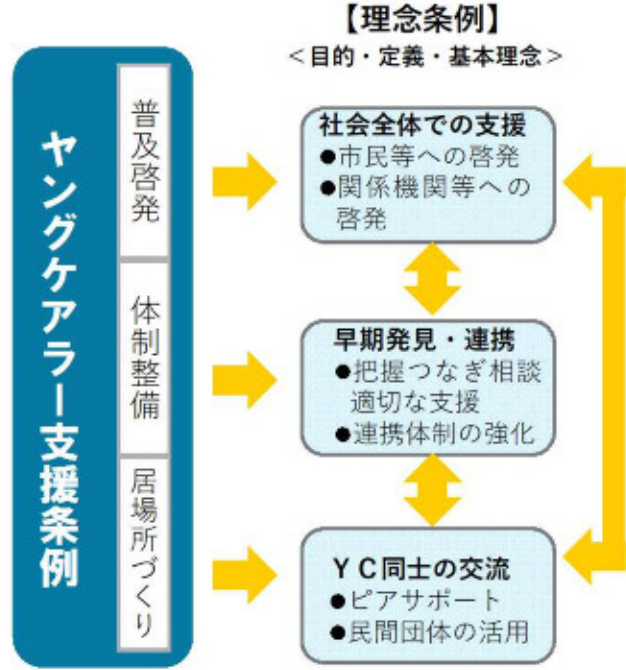 【理念条例】
<目的・定義・基本理念>
ヤングケアラー支援条例
普及啓発
社会全体での支援
●市民等への啓発
●関係機関等への
啓発
体制整備
早期発見・連携
●把握つなぎ相談
適切な支援
●連携体制の強化
居場所づくり
ＹＣ同士の交流
●ピアサポート
●民間団体の活用